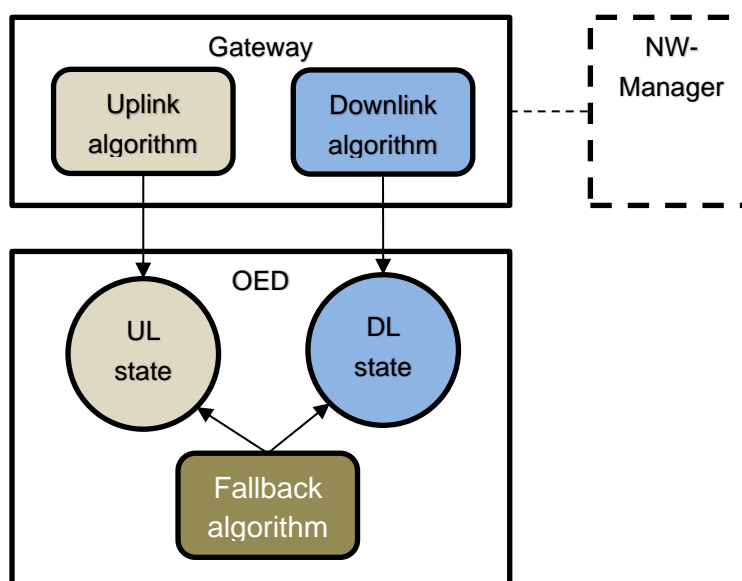 Gateway
NW-
Manager
Uplink
algorithm
Downlink
algorithm
OED
UL
state
DL
state
Fallback
algorithm